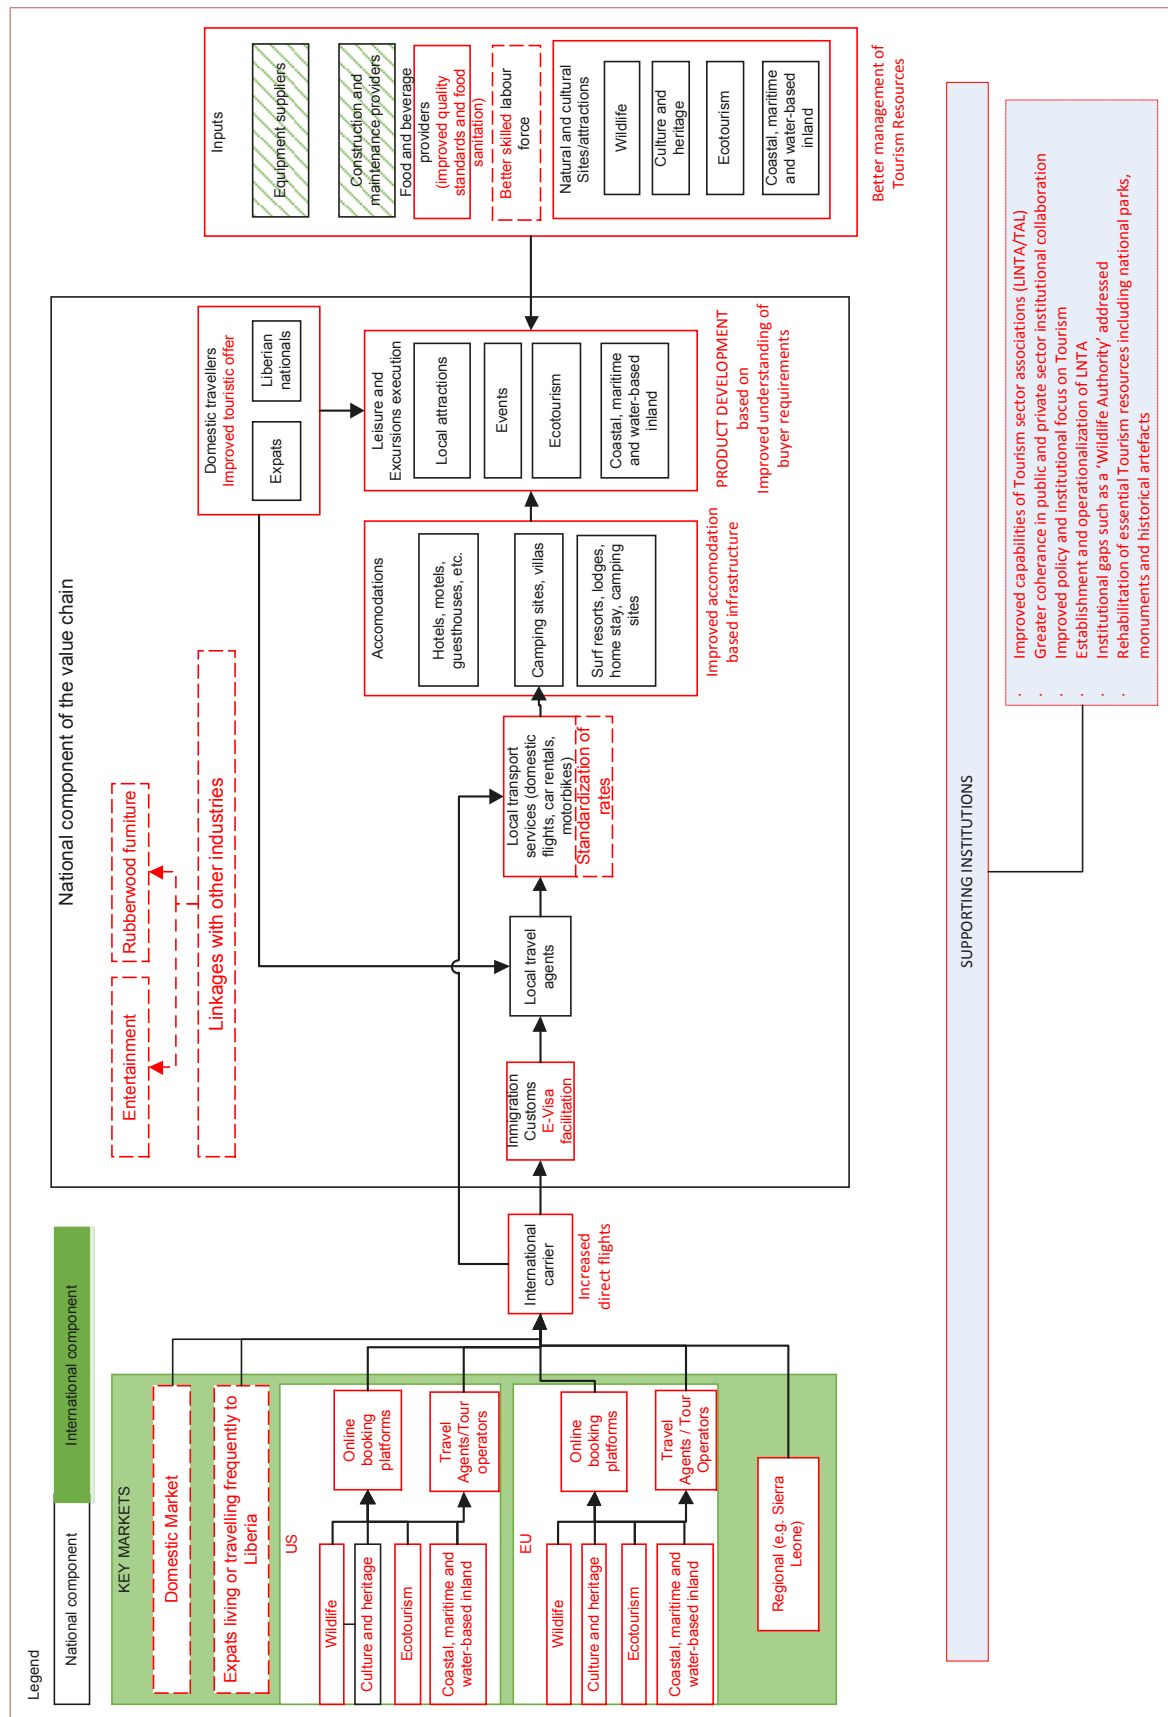 Legend
National component
International component
KEY MARKETS
Domestic Market
Expats living or travelling frequently to
Liberia
US
Wildlife
Culture and heritage
Ecotourism
Coastal, maritime and
water-based inland
Online
booking
platforms
Travel
Agents/Tour
operators
EU
Wildlife
Culture and heritage
Ecotourism
Coastal, maritime and
water-based inland
Online
booking
platforms
Travel
Agents / Tour
Operators
Regional (e.g. Sierra
Leone)
International
carrier
Increased
direct flights
National component of the value chain
Entertainment
Rubberwood furniture
Linkages with other industries
Inmigration
Customs
E-Visa
facilitation
Local travel
agents
Local transport
services (domestic
flights, car rentals,
motorbikes)
Standardization of
rates
Accomodations
Hotels, motels,
guesthouses, etc.
Camping sites, villas
Surf resorts, lodges,
home stay, camping
sites
Improved accomodation
based infrastructure
Domestic travellers
Improved touristic offer
Expats
Liberian
nationals
Leisure and
Excursions execution
Local attractions
Events
Ecotourism
Coastal, maritime
and water-based
inland
PRODUCT DEVELOPMENT
based on
Improved understanding of
buyer requirements
Inputs
Equipment suppliers
Construction and
maintenance providers
Food and beverage
providers
(improved quality
standards and food
sanitation)
Better skilled labour
force
Natural and cultural
Sites/attractions
Wildlife
Culture and
heritage
Ecotourism
Coastal, maritime
and water-based
inland
Better management of
Tourism Resources
SUPPORTING INSTITUTIONS
· Improved capabilities of Tourism sector associations (LINTA/TAL)
· Greater coherance in public and private sector institutional collaboration
· Improved policy and institutional focus on Tourism
· Establishment and operationalization of LNTA
· Institutional gaps such as a ‘Wildlife Authority’ addressed
· Rehabilitation of essential Tourism resources including national parks,
monuments and historical artefacts